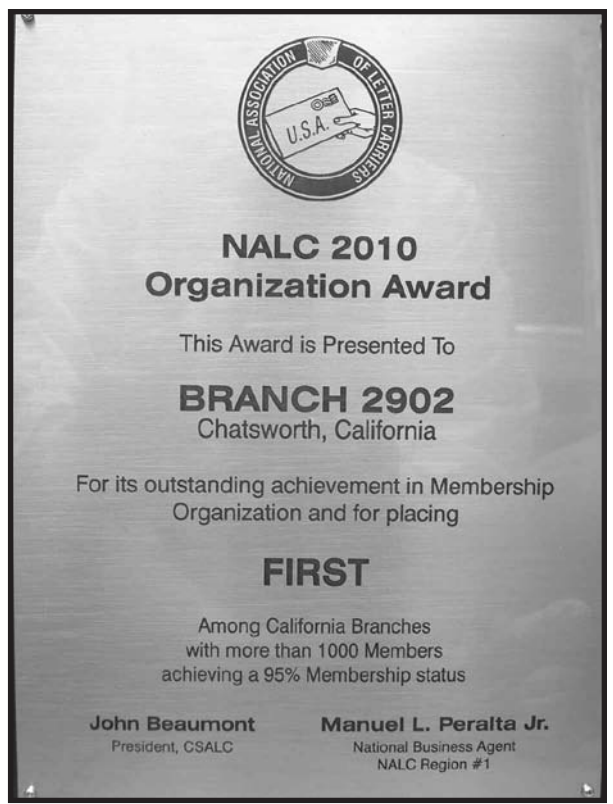 NATIONAL ASSOCIATION OF LETTER CARRIERS
U.S.A.
NALC 2010
Organization Award
This Award is Presented To
BRANCH 2902
Chatsworth, California
For its outstanding achievement in Membership
Organization and for placing
FIRST
Among California Branches
with more than 1000 Members
achieving a 95% Membership status
John Beaumont Manuel L. Peralta Jr.
President, CSALC National Business Agent
NALC Region #1